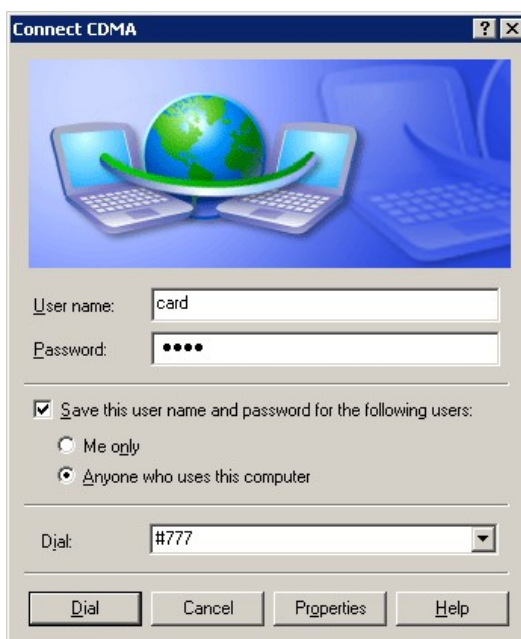 Connect CDMA
User name: card
Password: ••••
Save this user name and password for the following users:
Me only
Anyone who uses this computer
Dial: #777
Dial Cancel Properties Help